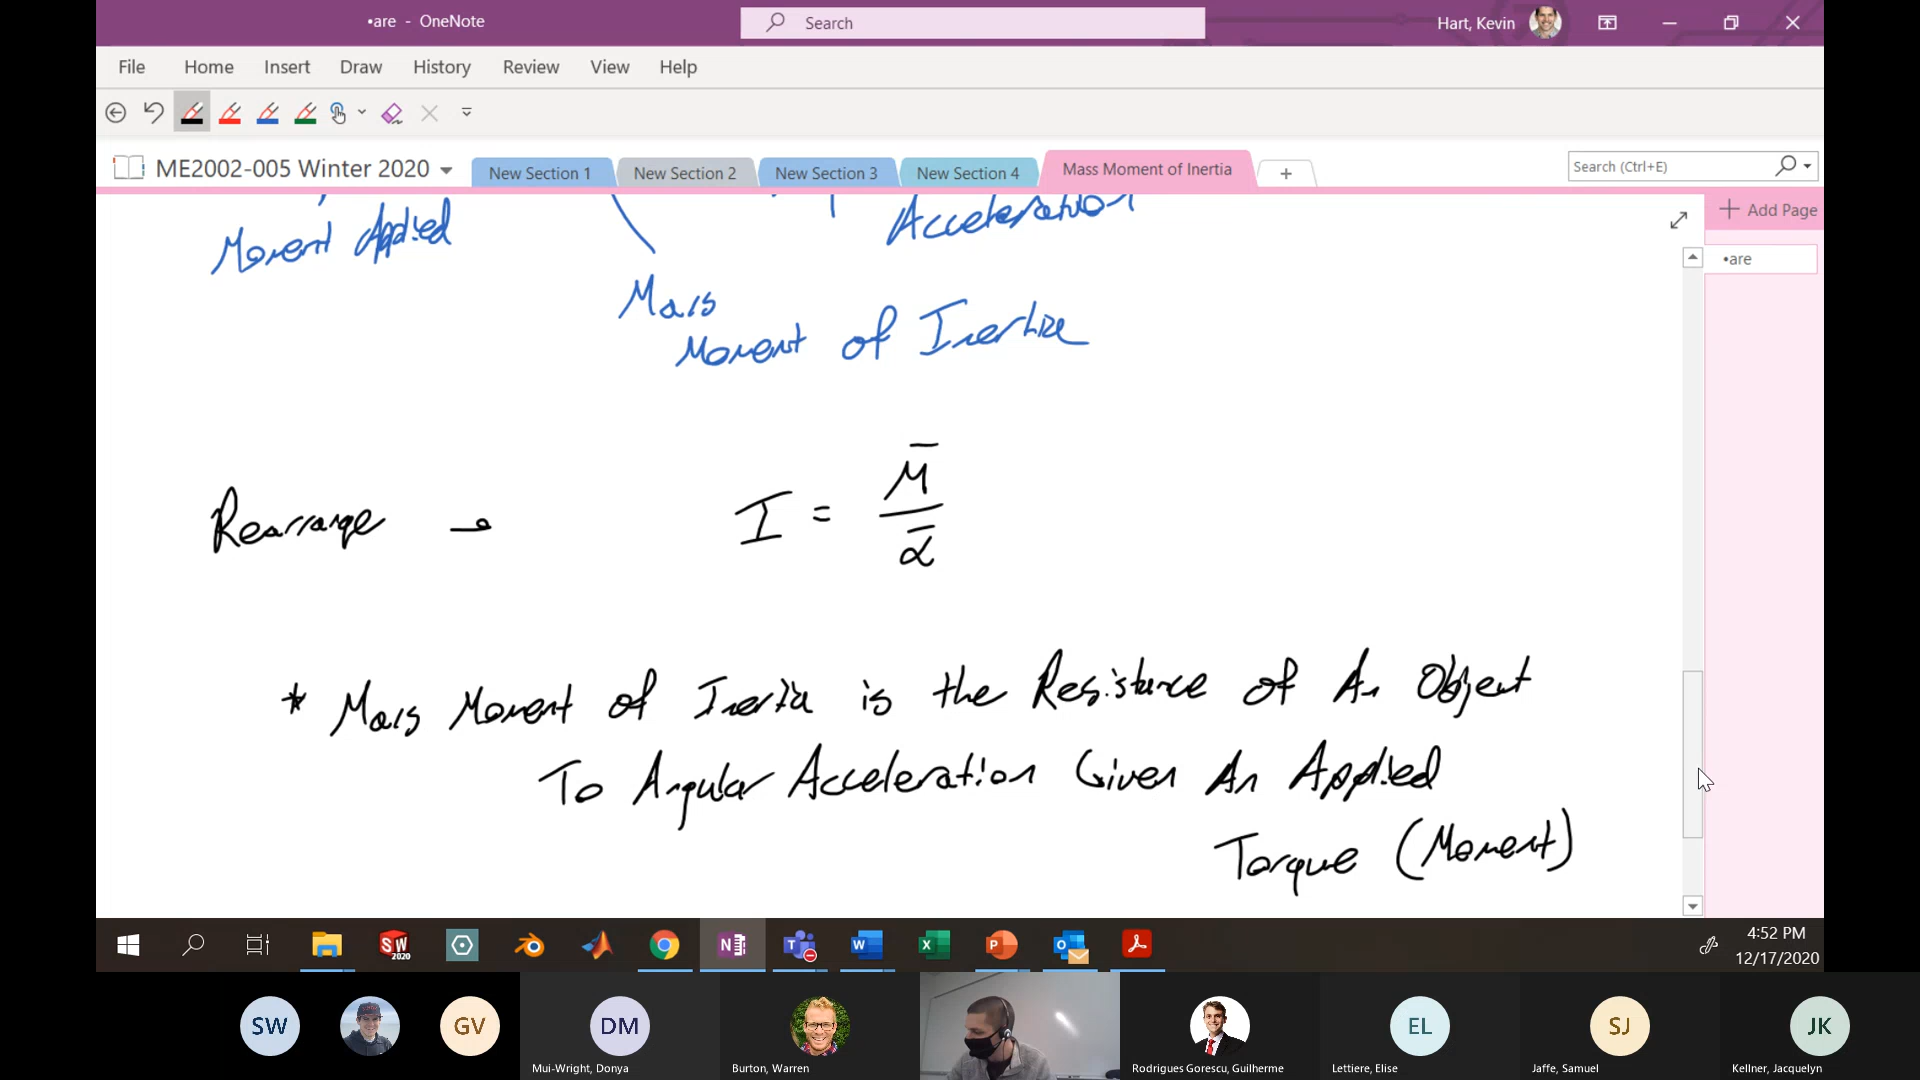 •are - OneNote
Search
Hart, Kevin
File Home Insert Draw History Review View Help
ME2002-005 Winter 2020
New Section 1
New Section 2
New Section 3
New Section 4
Mass Moment of Inertia
+
Search (Ctrl+E)
Add Page
•are
Moment Applied
Acceleration
Mass
Moment of Inertia
Rearrange → I = M̄ / ᾱ
* Mass Moment of Inertia is the Resistance of An Object
To Angular Acceleration Given An Applied
Torque (Moment)
SW
2020
N
T
W
X
P
O
4:52 PM
12/17/2020
SW
GV
DM
EL
SJ
JK
Mui-Wright, Donya
Burton, Warren
Rodrigues Gorescu, Guilherme
Lettiere, Elise
Jaffe, Samuel
Kellner, Jacquelyn